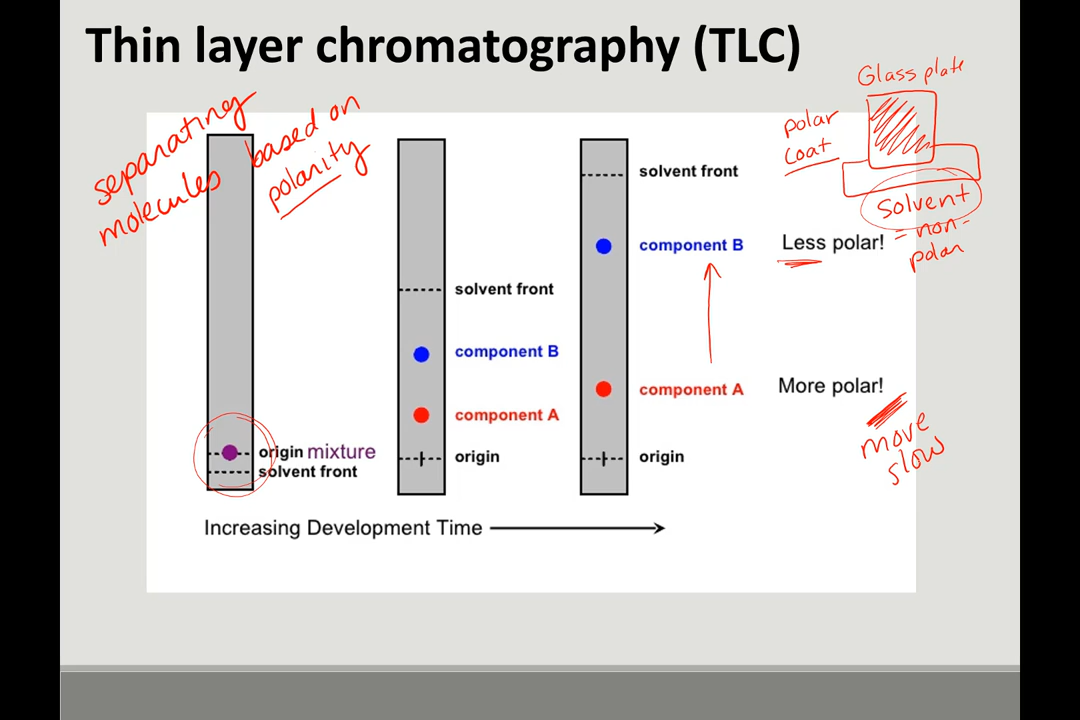 Thin layer chromatography (TLC)
separating
molecules
based on
polarity
Glass plate
polar
coat
Solvent
= non-
polar
origin mixture
solvent front
solvent front
component B
component A
origin
solvent front
component B
Less polar!
component A
More polar!
move
slow
origin
Increasing Development Time